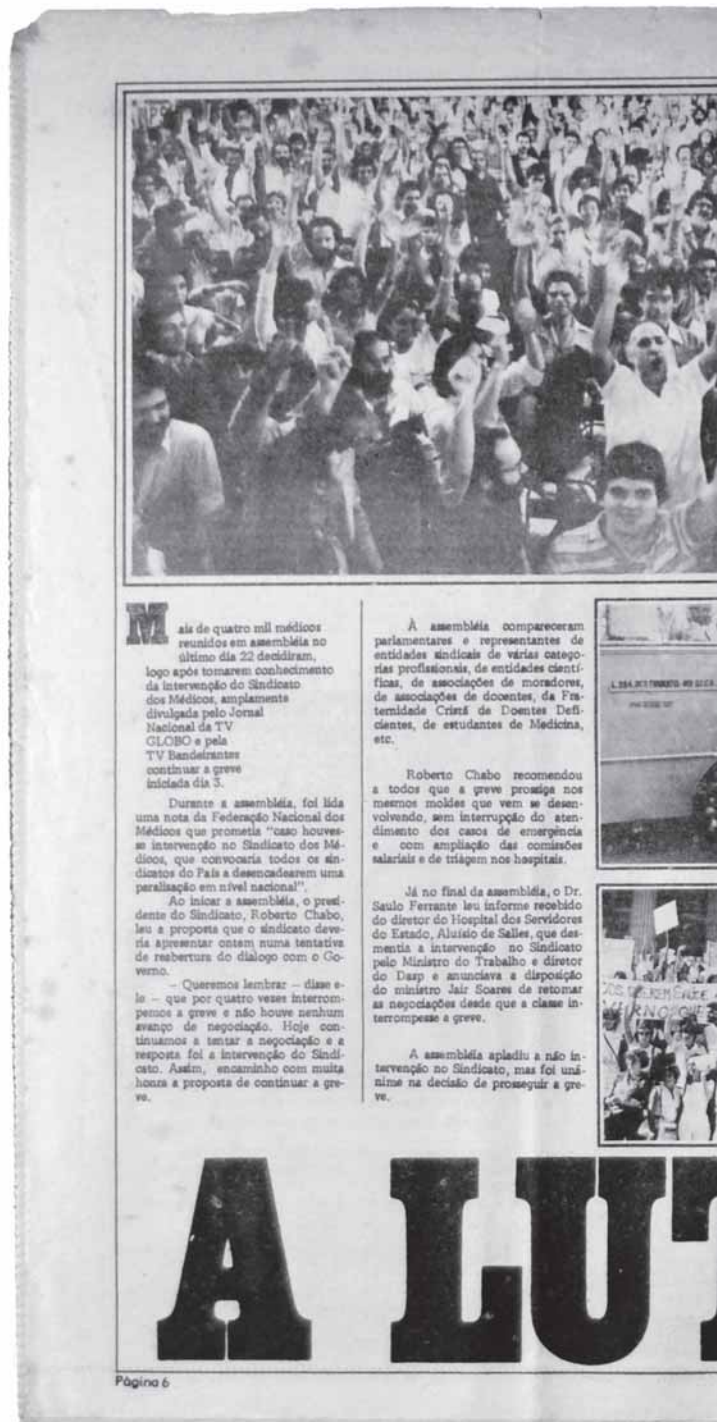 Mais de quatro mil médicos
reunidos em assembléia no
último dia 22 decidiram,
logo após tomarem conhecimento
da intervenção do Sindicato
dos Médicos, amplamente
divulgada pelo Jornal
Nacional da TV
GLOBO e pela
TV Bandeirantes
continuar a greve
iniciada dia 3.
Durante a assembléia, foi lida
uma nota da Federação Nacional dos
Médicos que prometia "caso houves-
se intervenção no Sindicato dos Mé-
dicos, que convocaria todos os sin-
dicatos do País a desencadearem uma
paralisação em nível nacional".
Ao inicar a assembléia, o presi-
dente do Sindicato, Roberto Chabo,
leu a proposta que o sindicato deve-
ria apresentar ontem numa tentativa
de reabertura do dialogo com o Go-
verno.
— Queremos lembrar — disse e-
le — que por quatro vezes interrom-
pemos a greve e não houve nenhum
avanço de negociação. Hoje con-
tinuamos a tentar a negociação e a
resposta foi a intervenção do Sindi-
cato. Assim, encaminho com muita
honra a proposta de continuar a gre-
ve.
À assembléia compareceram
parlamentares e representantes de
entidades sindicais de várias catego-
rias profissionais, de entidades cientí-
ficas, de associações de moradores,
de associações de docentes, da Fra-
ternidade Cristã de Doentes Defi-
cientes, de estudantes de Medicina,
etc.
Roberto Chabo recomendou
a todos que a greve prossiga nos
mesmos moldes que vem se desen-
volvendo, sem interrupção do aten-
dimento dos casos de emergência
e com ampliação das comissões
salariais e de triagem nos hospitais.
Já no final da assembléia, o Dr.
Saulo Ferrante leu informe recebido
do diretor do Hospital dos Servidores
do Estado, Aluísio de Salles, que des-
mentia a intervenção no Sindicato
pelo Ministro do Trabalho e diretor
do Dasp e anunciava a disposição
do ministro Jair Soares de retomar
as negociações desde que a classe in-
terrompesse a greve.
A assembléia apladiu a não in-
tervenção no Sindicato, mas foi uná-
nime na decisão de prosseguir a gre-
ve.
A LUT
Página 6